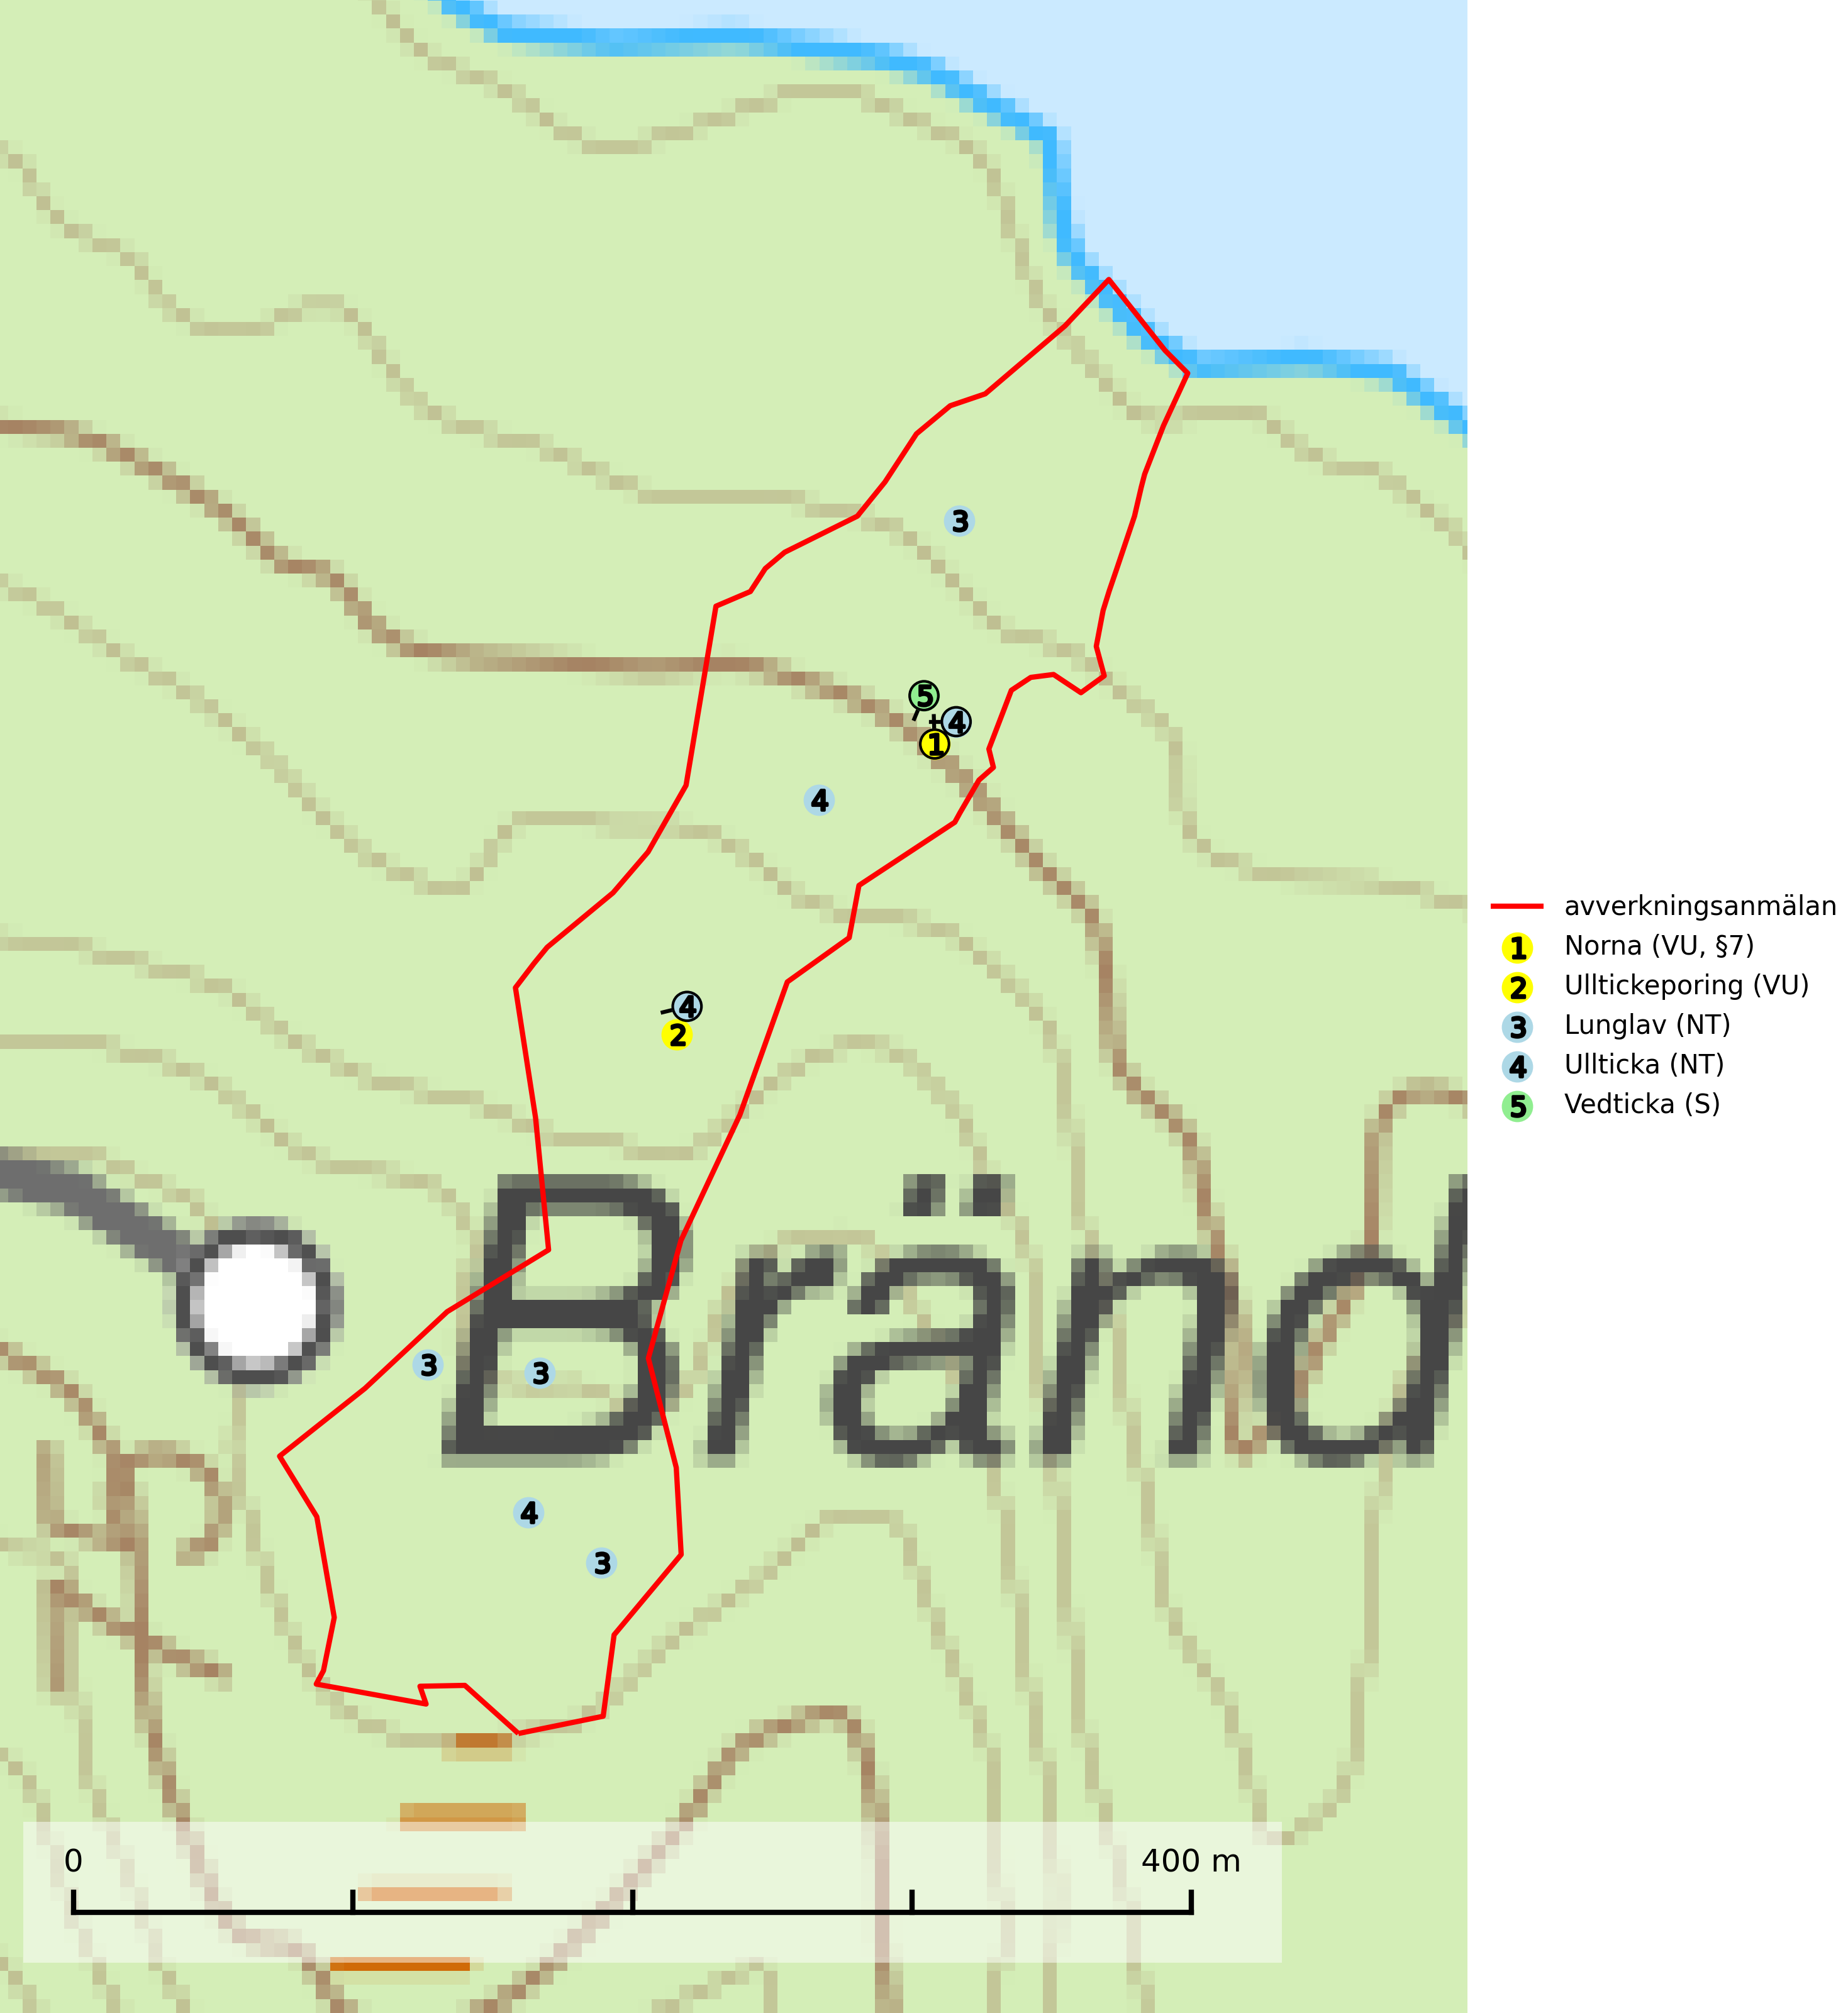 3
5
4
1
4
4
2
Bränd
3
3
4
3
0 400 m
avverkningsanmälan
1 Norna (VU, §7)
2 Ulltickeporing (VU)
3 Lunglav (NT)
4 Ullticka (NT)
5 Vedticka (S)